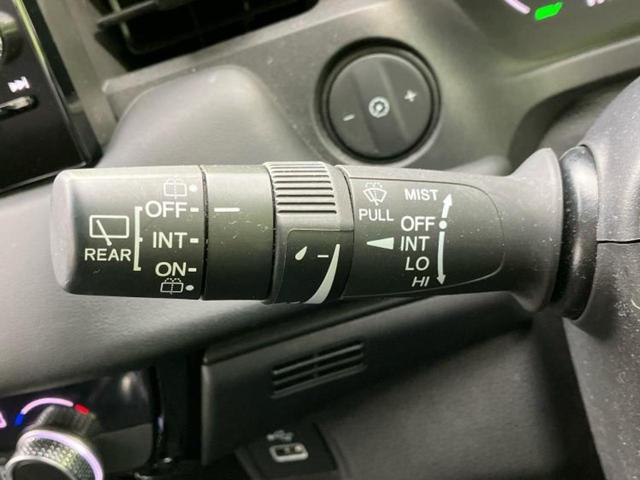 REAR
OFF
INT
ON
PULL
MIST
OFF
INT
LO
HI
- +